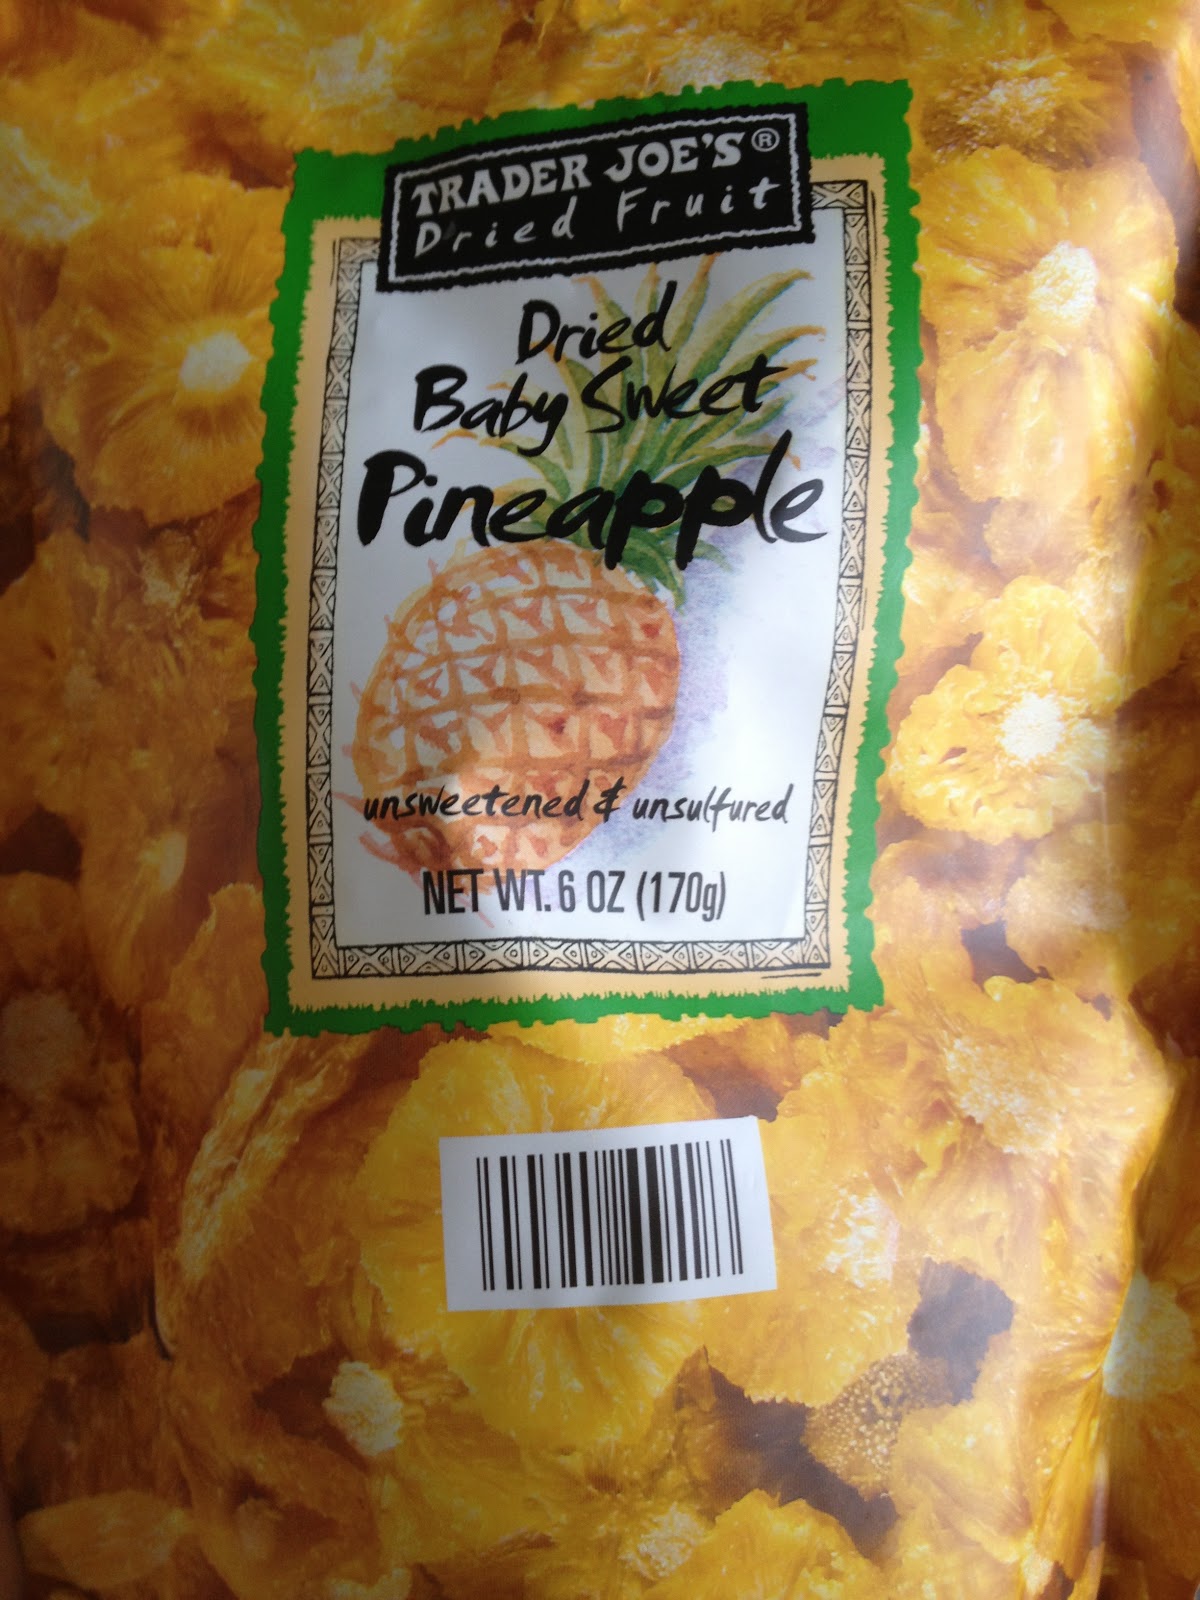 TRADER JOE'S®
Dried Fruit
Dried
Baby Sweet
Pineapple
unsweetened & unsulfured
NET WT. 6 OZ (170g)